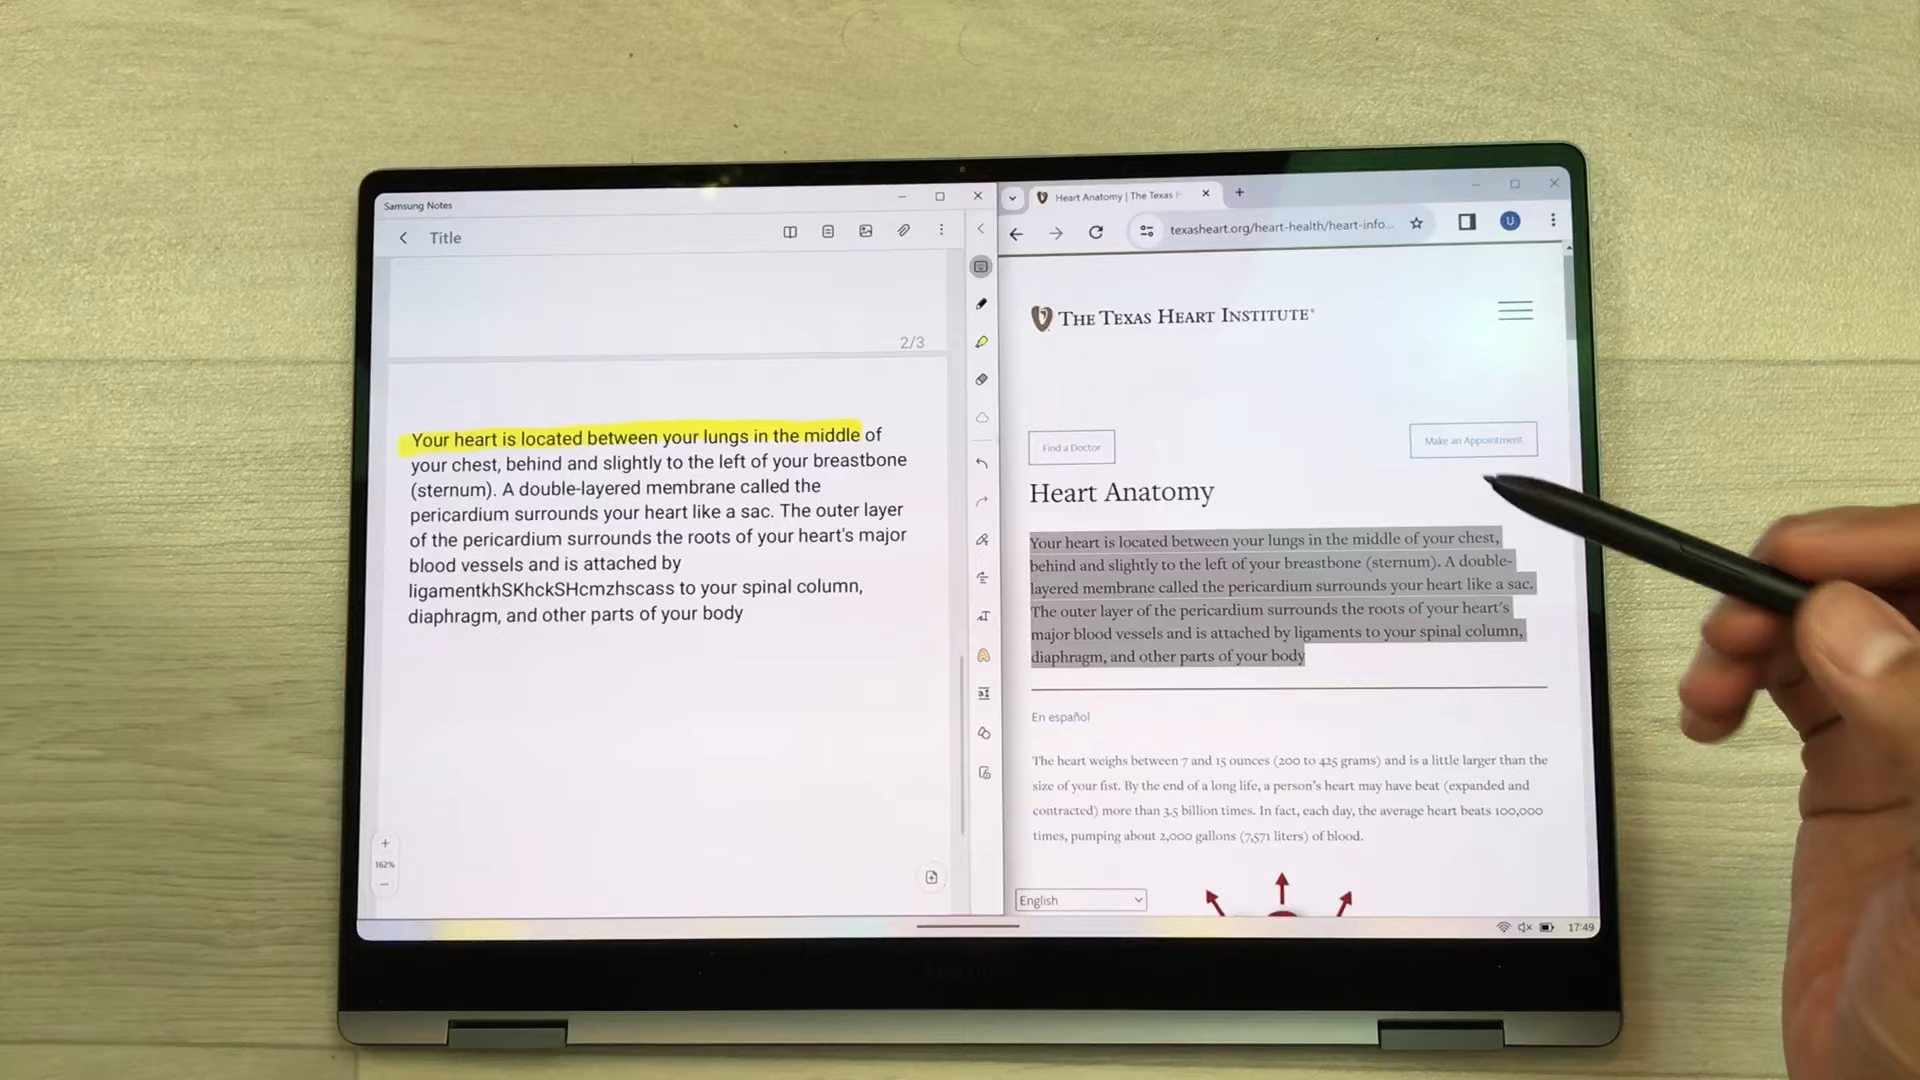 Samsung Notes
Title
2/3
Your heart is located between your lungs in the middle of
your chest, behind and slightly to the left of your breastbone
(sternum). A double-layered membrane called the
pericardium surrounds your heart like a sac. The outer layer
of the pericardium surrounds the roots of your heart's major
blood vessels and is attached by
ligamentkhSKhckSHcmzhscass to your spinal column,
diaphragm, and other parts of your body
162%
Heart Anatomy | The Texas H
texasheart.org/heart-health/heart-info...
U
THE TEXAS HEART INSTITUTE®
Find a Doctor
Make an Appointment
Heart Anatomy
Your heart is located between your lungs in the middle of your chest,
behind and slightly to the left of your breastbone (sternum). A double-
layered membrane called the pericardium surrounds your heart like a sac.
The outer layer of the pericardium surrounds the roots of your heart's
major blood vessels and is attached by ligaments to your spinal column,
diaphragm, and other parts of your body
En español
The heart weighs between 7 and 15 ounces (200 to 425 grams) and is a little larger than the
size of your fist. By the end of a long life, a person's heart may have beat (expanded and
contracted) more than 3.5 billion times. In fact, each day, the average heart beats 100,000
times, pumping about 2,000 gallons (7,571 liters) of blood.
English
17:49